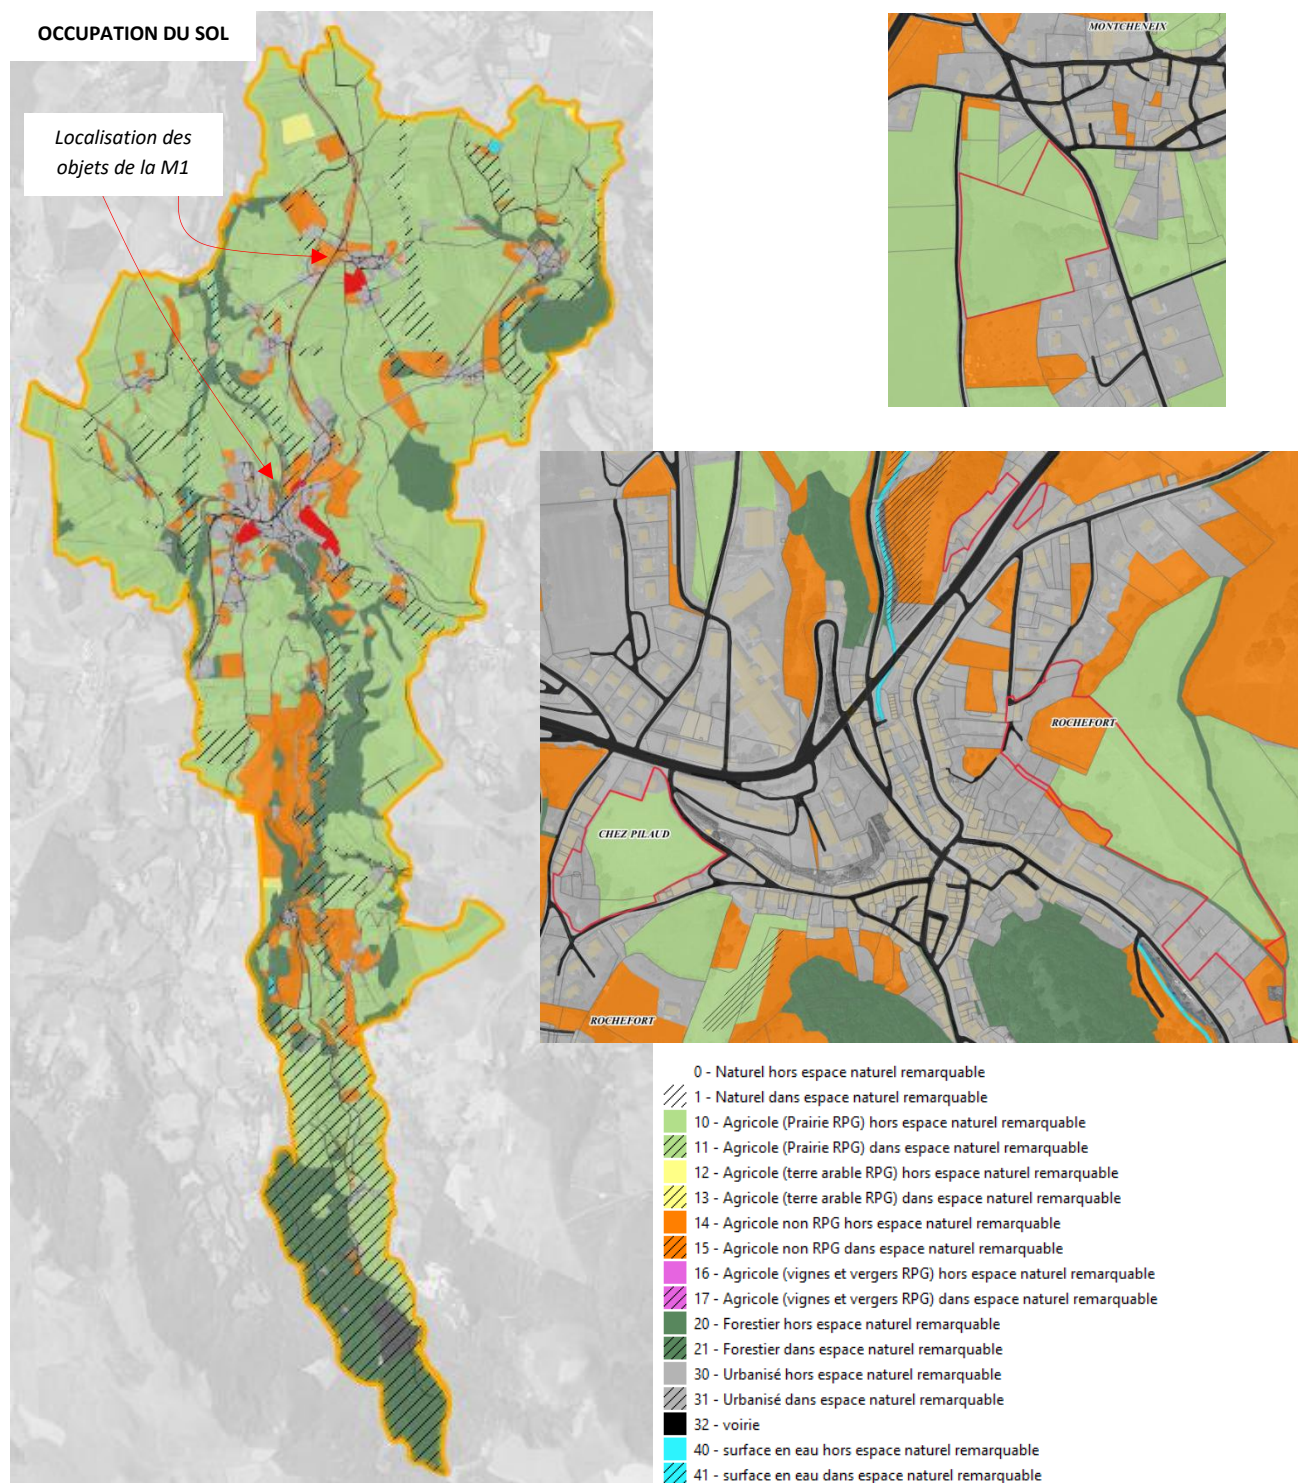 OCCUPATION DU SOL
Localisation des
objets de la M1
MONTCHENEIX
ROCHEFORT
CHEZ PILAUD
ROCHEFORT
0 - Naturel hors espace naturel remarquable
1 - Naturel dans espace naturel remarquable
10 - Agricole (Prairie RPG) hors espace naturel remarquable
11 - Agricole (Prairie RPG) dans espace naturel remarquable
12 - Agricole (terre arable RPG) hors espace naturel remarquable
13 - Agricole (terre arable RPG) dans espace naturel remarquable
14 - Agricole non RPG hors espace naturel remarquable
15 - Agricole non RPG dans espace naturel remarquable
16 - Agricole (vignes et vergers RPG) hors espace naturel remarquable
17 - Agricole (vignes et vergers RPG) dans espace naturel remarquable
20 - Forestier hors espace naturel remarquable
21 - Forestier dans espace naturel remarquable
30 - Urbanisé hors espace naturel remarquable
31 - Urbanisé dans espace naturel remarquable
32 - voirie
40 - surface en eau hors espace naturel remarquable
41 - surface en eau dans espace naturel remarquable